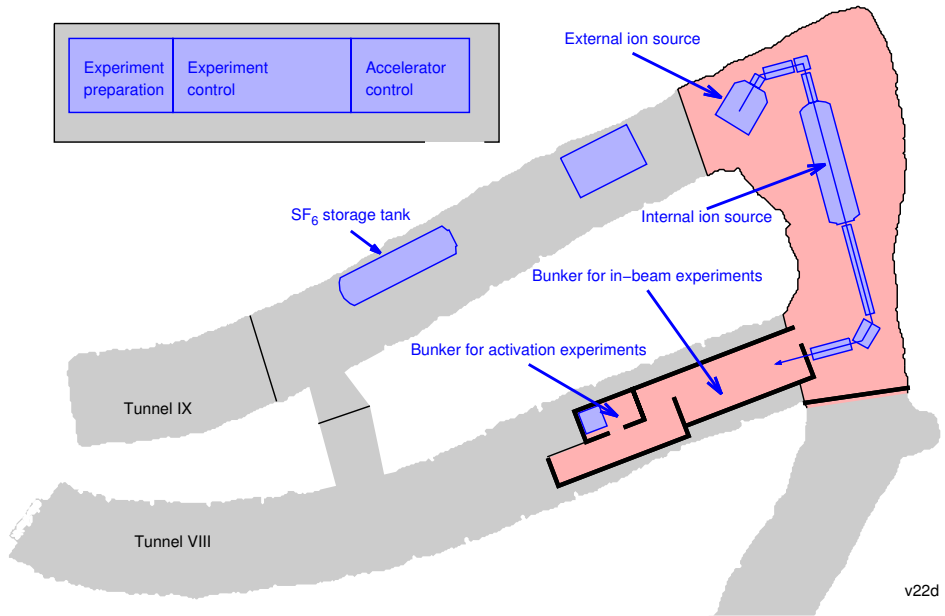 External ion source
Experiment
preparation
Experiment
control
Accelerator
control
SF6 storage tank
Internal ion source
Bunker for in−beam experiments
Bunker for activation experiments
Tunnel IX
Tunnel VIII
v22d